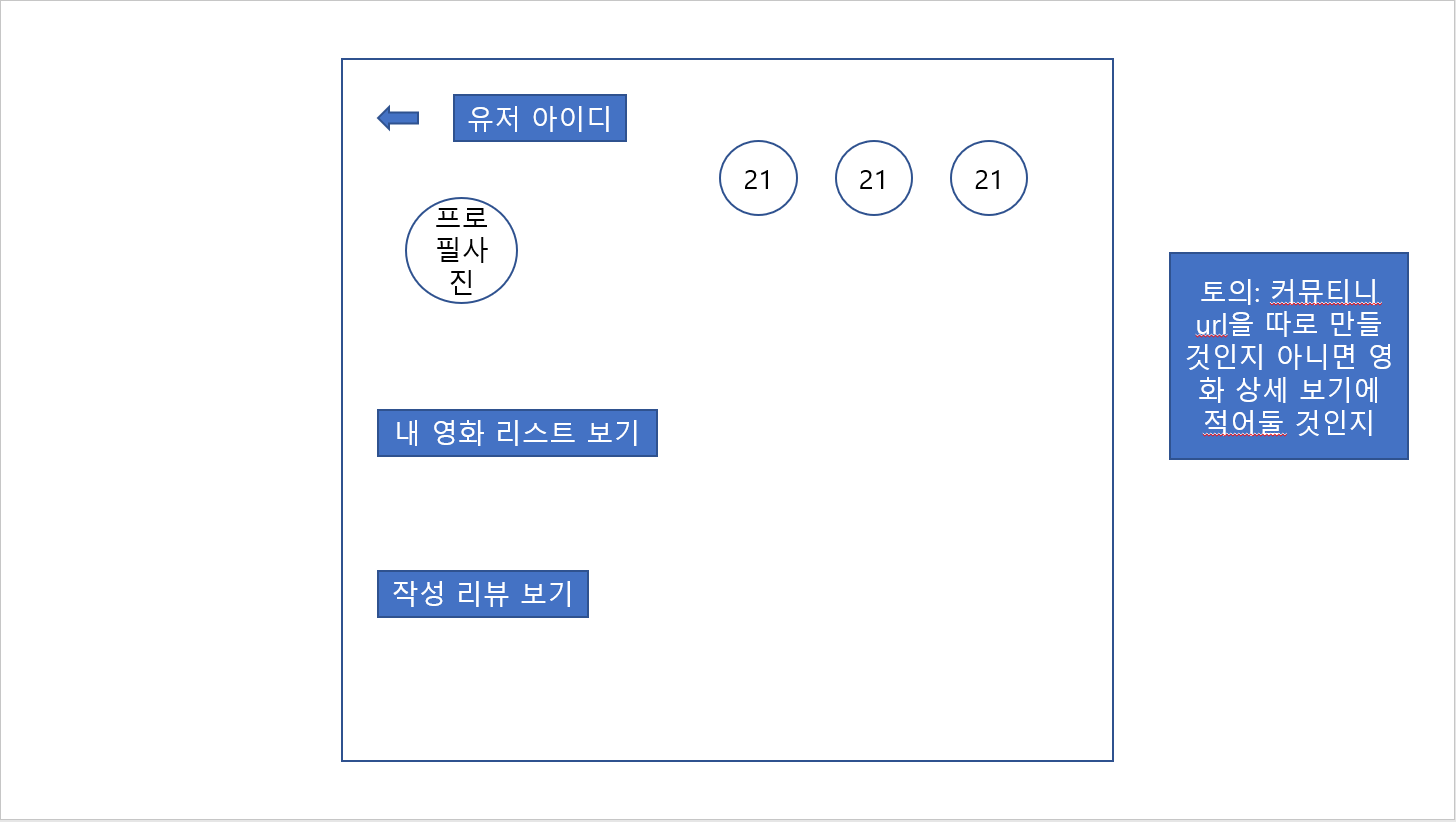 유저 아이디
21 21 21
프로
필사
진
내 영화 리스트 보기
작성 리뷰 보기
토의: 커뮤티니
url을 따로 만들
것인지 아니면 영
화 상세 보기에
적어둘 것인지